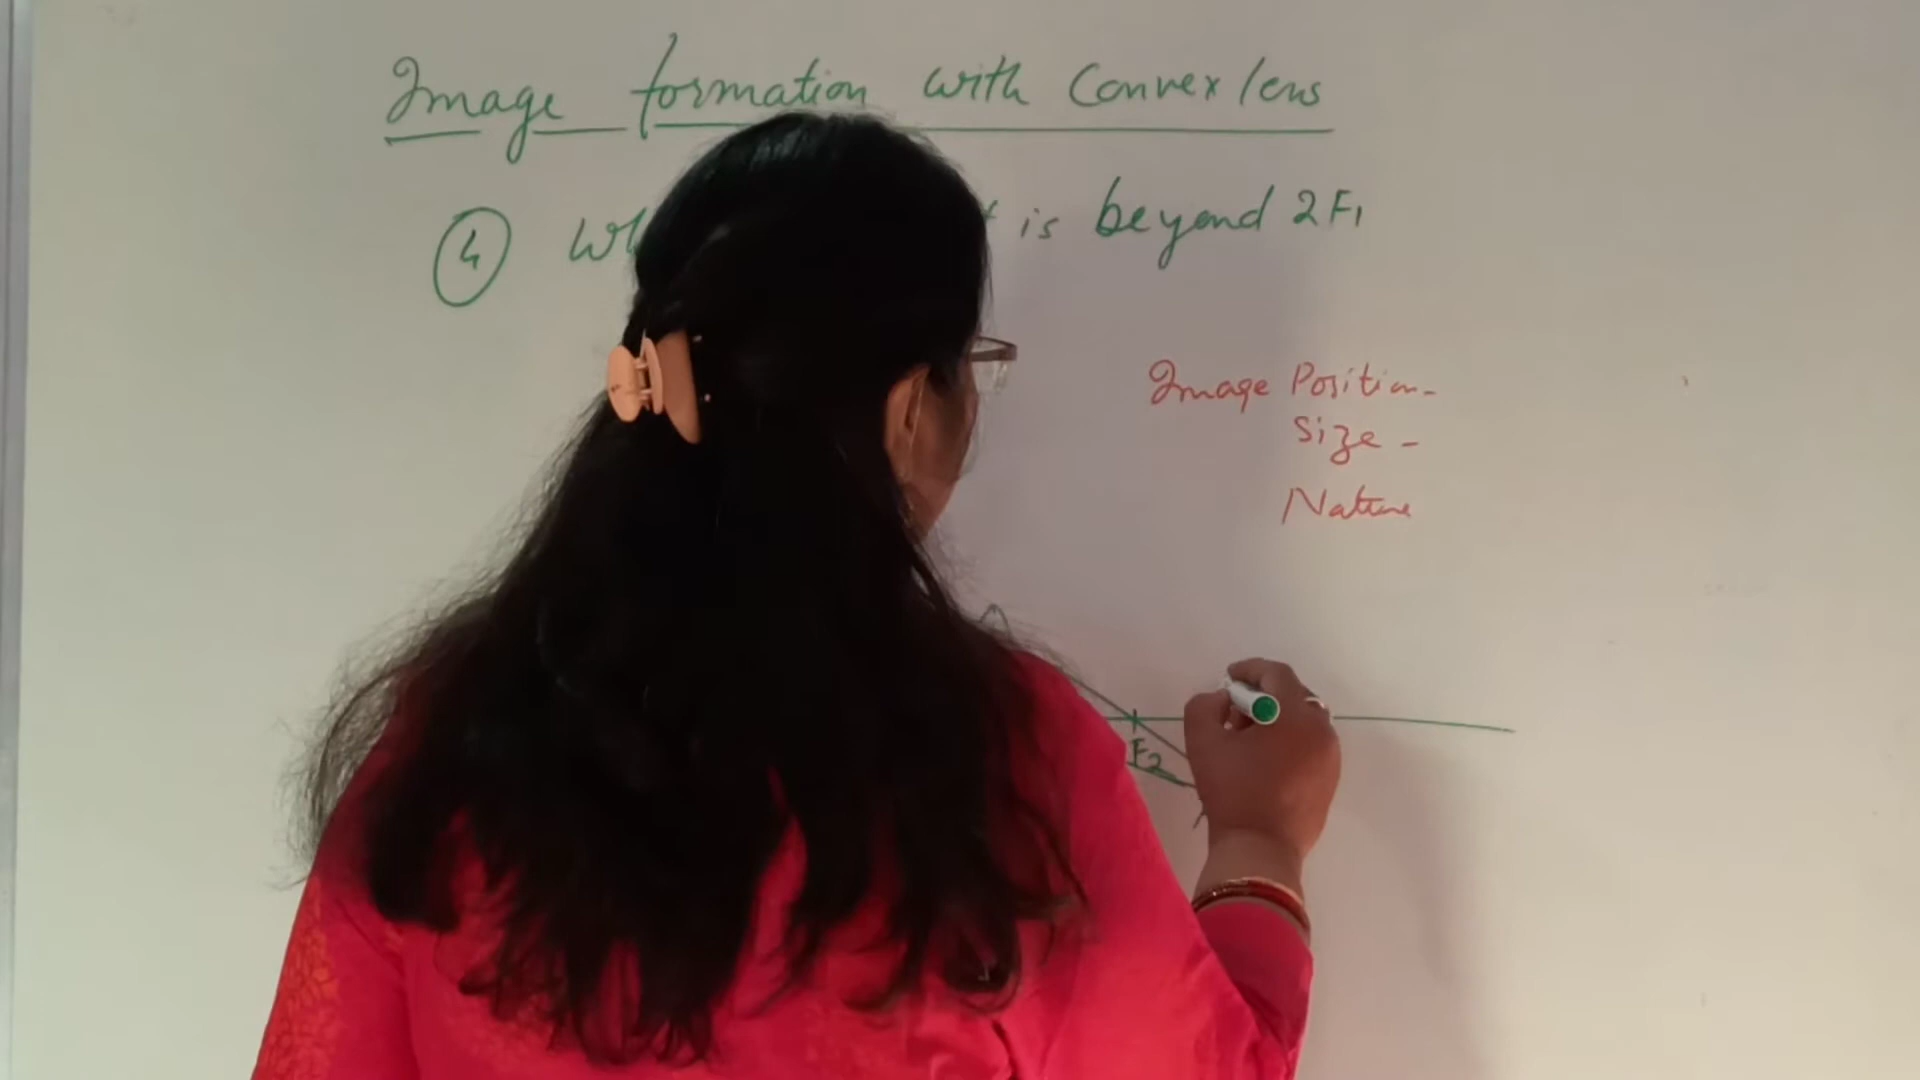 Image formation with Convex lens
4 Wh is beyond 2F1
Image Position-
Size -
Nature
F2